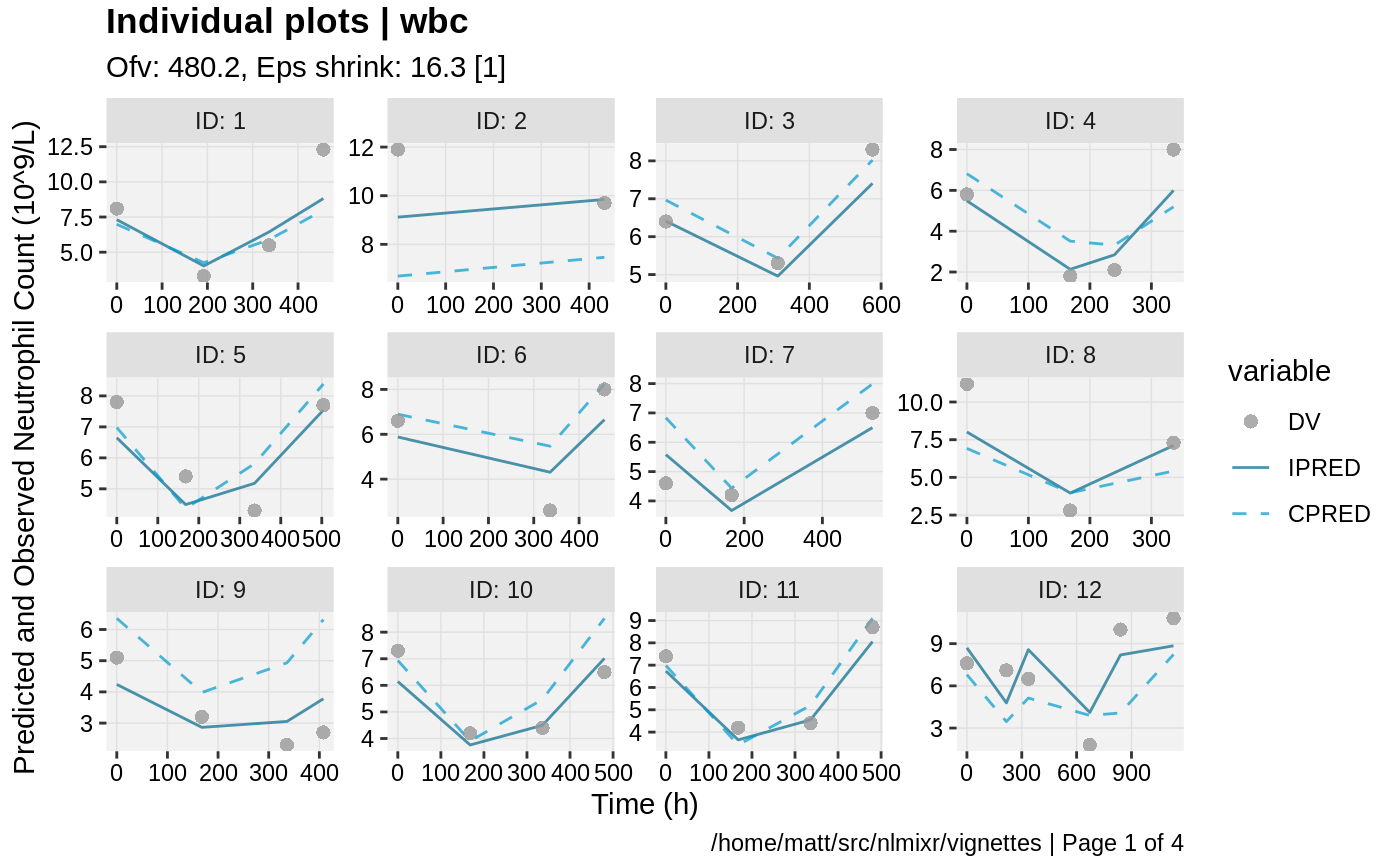 Individual plots | wbc
Ofv: 480.2, Eps shrink: 16.3 [1]
Predicted and Observed Neutrophil Count (10^9/L)
ID: 1
12.5
10.0
7.5
5.0
0 100 200 300 400
ID: 2
12
10
8
0 100 200 300 400
ID: 3
8
7
6
5
0 200 400 600
ID: 4
8
6
4
2
0 100 200 300
ID: 5
8
7
6
5
0 100 200 300 400 500
ID: 6
8
6
4
0 100 200 300 400
ID: 7
8
7
6
5
4
0 200 400
ID: 8
10.0
7.5
5.0
2.5
0 100 200 300
ID: 9
6
5
4
3
0 100 200 300 400
ID: 10
8
7
6
5
4
0 100 200 300 400 500
ID: 11
9
8
7
6
5
4
0 100 200 300 400 500
ID: 12
9
6
3
0 300 600 900
Time (h)
variable
DV
IPRED
CPRED
/home/matt/src/nlmixr/vignettes | Page 1 of 4